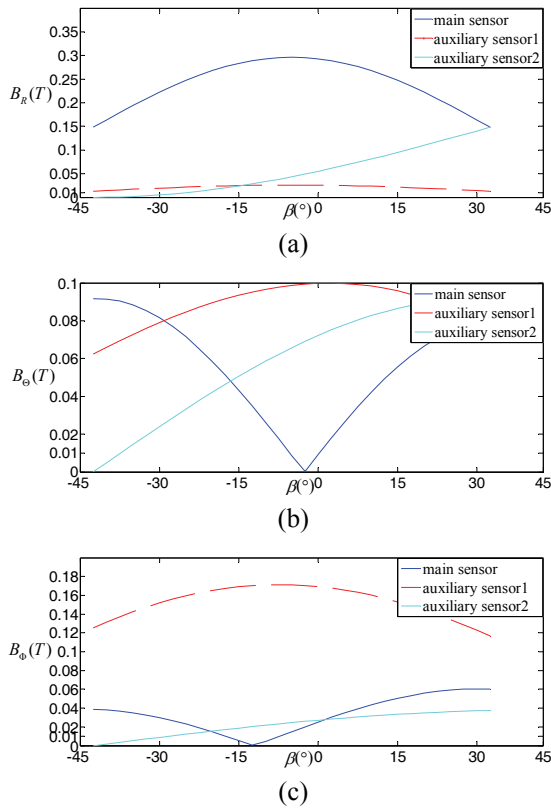 main sensor
auxiliary sensor1
auxiliary sensor2
B_R(T)
0.3
0.25
0.2
0.15
0.1
0.05
0.01
0
-45 -30 -15 0 15 30 45
β(°)
(a)
main sensor
auxiliary sensor1
auxiliary sensor2
B_Θ(T)
0.1
0.08
0.06
0.04
0.02
0.01
0
-45 -30 -15 0 15 30 45
β(°)
(b)
main sensor
auxiliary sensor1
auxiliary sensor2
B_Φ(T)
0.18
0.16
0.14
0.12
0.1
0.08
0.06
0.04
0.02
0.01
0
-45 -30 -15 0 15 30 45
β(°)
(c)